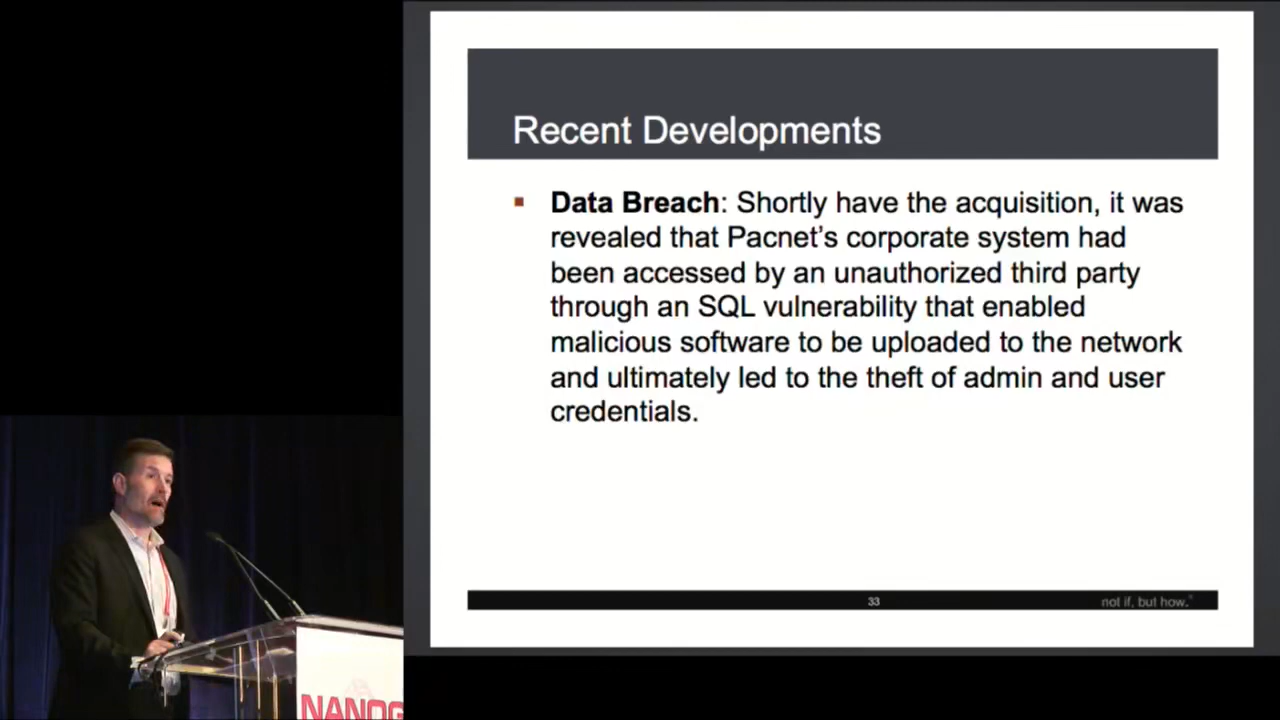 Recent Developments
▪ Data Breach: Shortly have the acquisition, it was
revealed that Pacnet's corporate system had
been accessed by an unauthorized third party
through an SQL vulnerability that enabled
malicious software to be uploaded to the network
and ultimately led to the theft of admin and user
credentials.
33
not if, but how.
NANOG